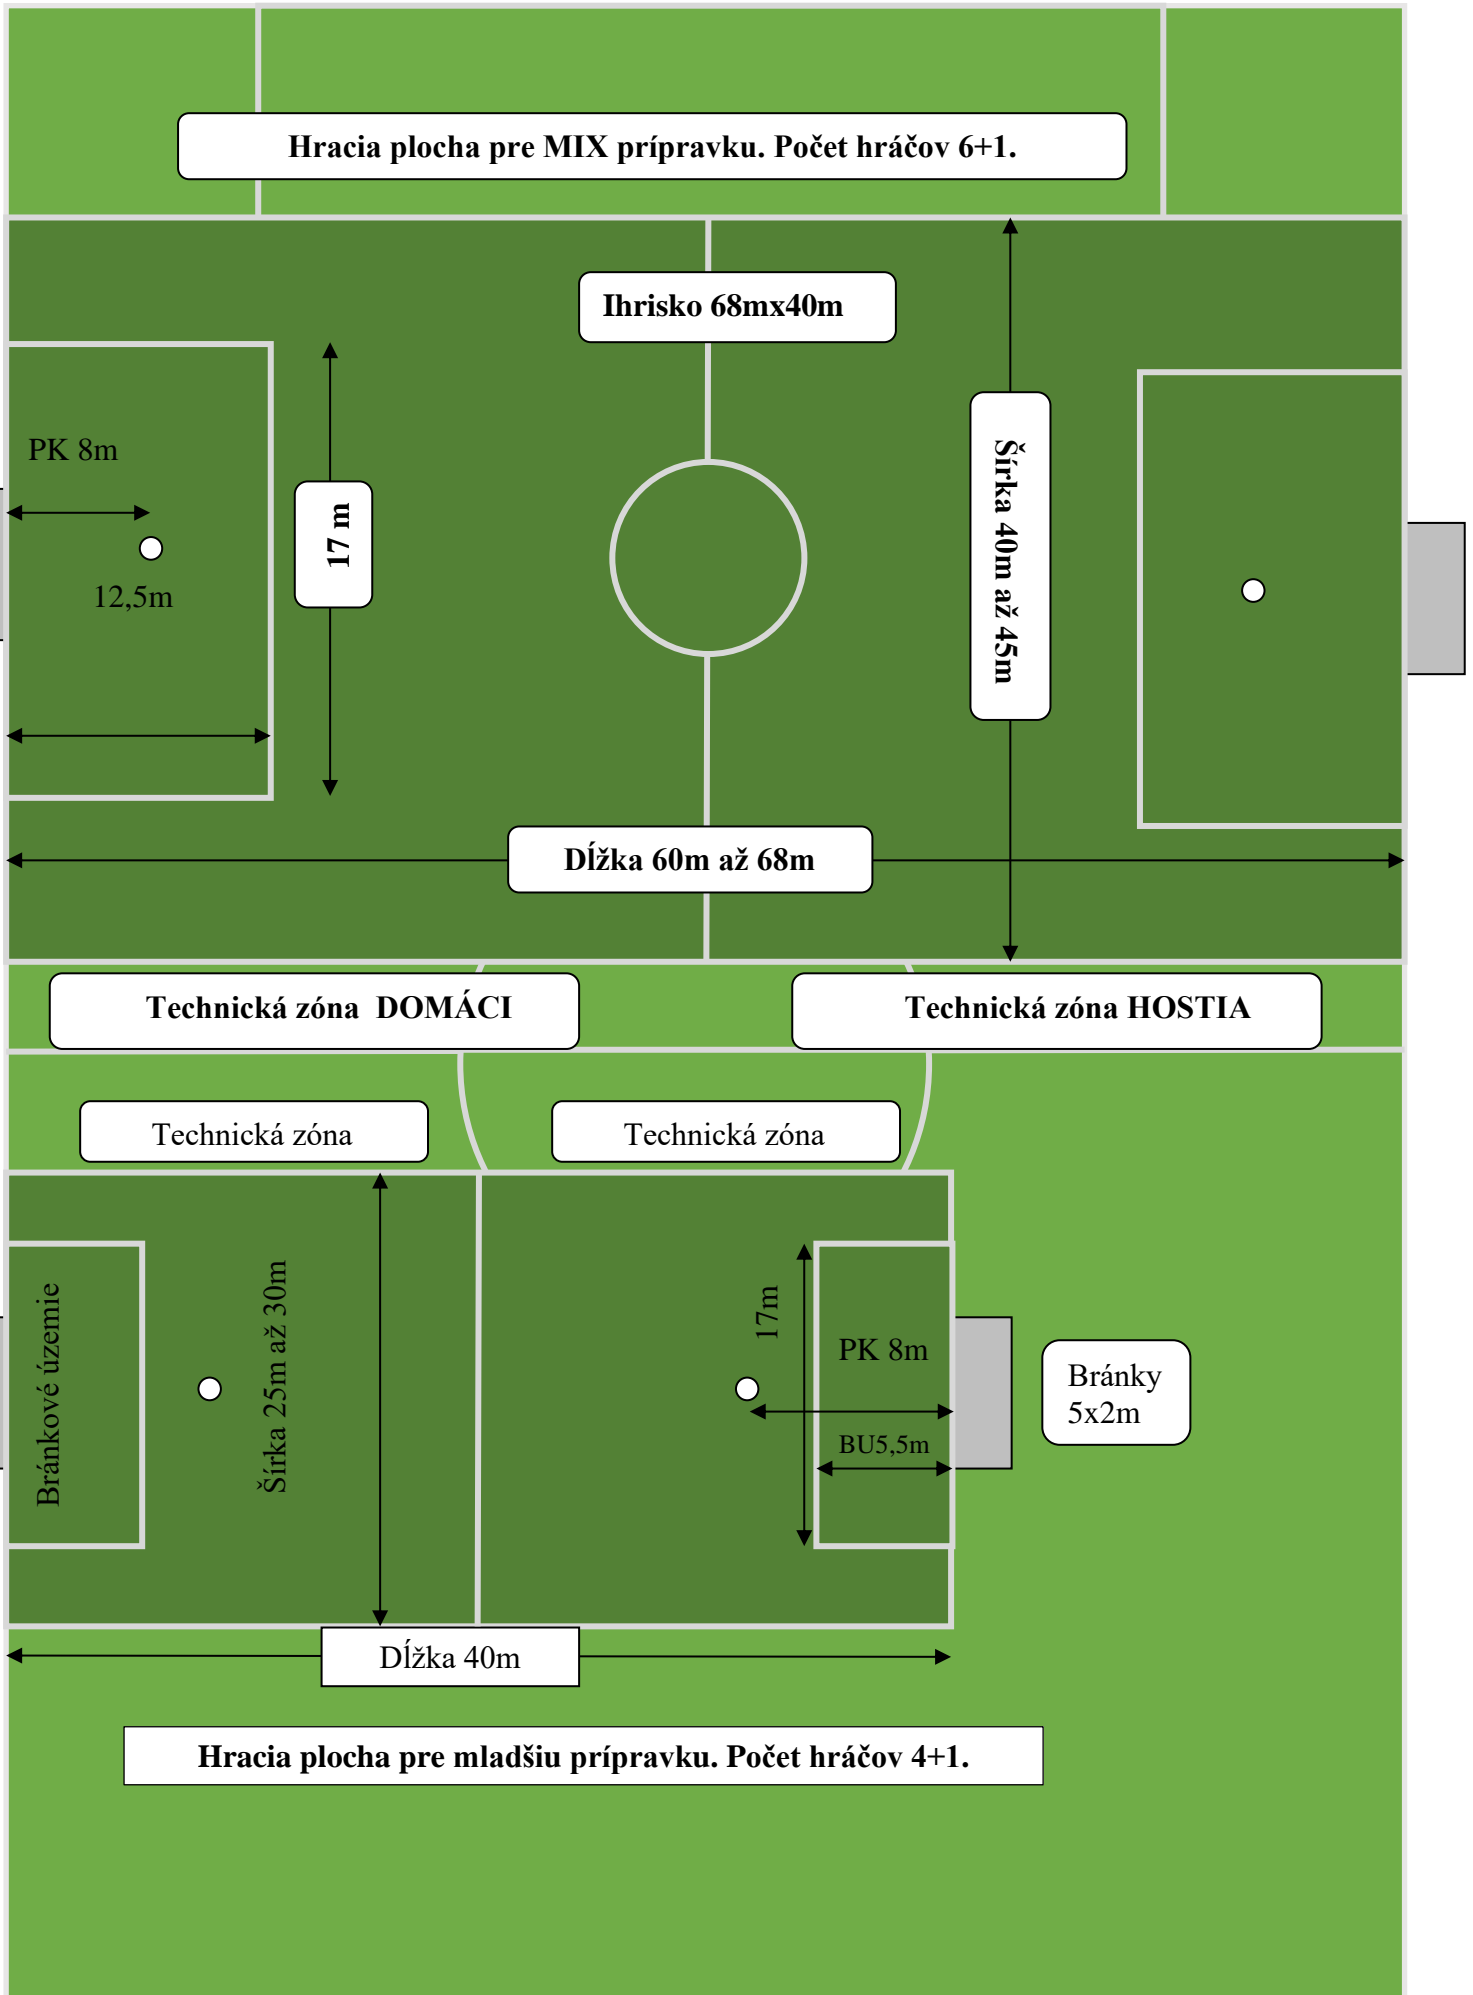 Hracia plocha pre MIX prípravku. Počet hráčov 6+1.
Ihrisko 68mx40m
PK 8m
17 m
Šírka 40m až 45m
12,5m
Dĺžka 60m až 68m
Technická zóna  DOMÁCI
Technická zóna HOSTIA
Technická zóna
Technická zóna
Bránkové územie
Šírka 25m až 30m
17m
PK 8m
BU5,5m
Bránky
5x2m
Dĺžka 40m
Hracia plocha pre mladšiu prípravku. Počet hráčov 4+1.